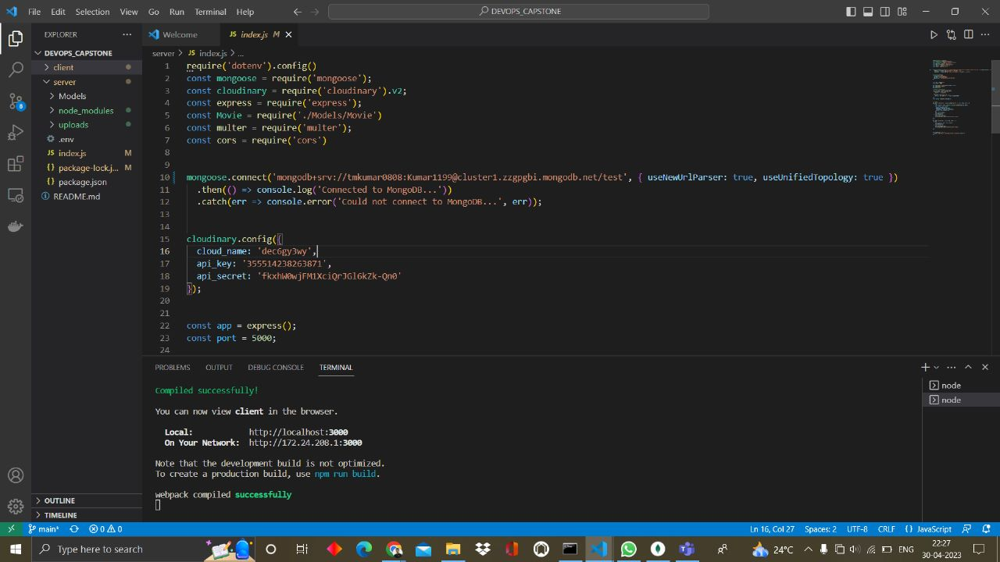 File Edit Selection View Go Run Terminal Help
DEVOPS_CAPSTONE
EXPLORER
Welcome
JS index.js M
DEVOPS_CAPSTONE
client
server
Models
node_modules
uploads
.env
JS index.js M
{} package-lock.j... M
{} package.json
README.md
OUTLINE
TIMELINE
8
server > JS index.js > ...
1 require('dotenv').config()
2 const mongoose = require('mongoose');
3 const cloudinary = require('cloudinary').v2;
4 const express = require('express');
5 const Movie = require('./Models/Movie')
6 const multer = require('multer');
7 const cors = require('cors')
8
9
10 mongoose.connect('mongodb+srv://tmkumar0808:Kumar1199@cluster1.zzgpgbi.mongodb.net/test', { useNewUrlParser: true, useUnifiedTopology: true })
11 .then(() => console.log('Connected to MongoDB...'))
12 .catch(err => console.error('Could not connect to MongoDB...', err));
13
14
15 cloudinary.config({
16 cloud_name: 'dec6gy3wy',
17 api_key: '355514238263871',
18 api_secret: 'fkxhW0wjFM1XciQrJGl6kZk-Qn0'
19 });
20
21
22 const app = express();
23 const port = 5000;
24
PROBLEMS OUTPUT DEBUG CONSOLE TERMINAL
Compiled successfully!
You can now view client in the browser.
Local: http://localhost:3000
On Your Network: http://172.24.208.1:3000
Note that the development build is not optimized.
To create a production build, use npm run build.
webpack compiled successfully
node
node
main* 0 0
Ln 16, Col 27 Spaces: 2 UTF-8 CRLF {} JavaScript
Type here to search
24°C
ENG
22:27
30-04-2023